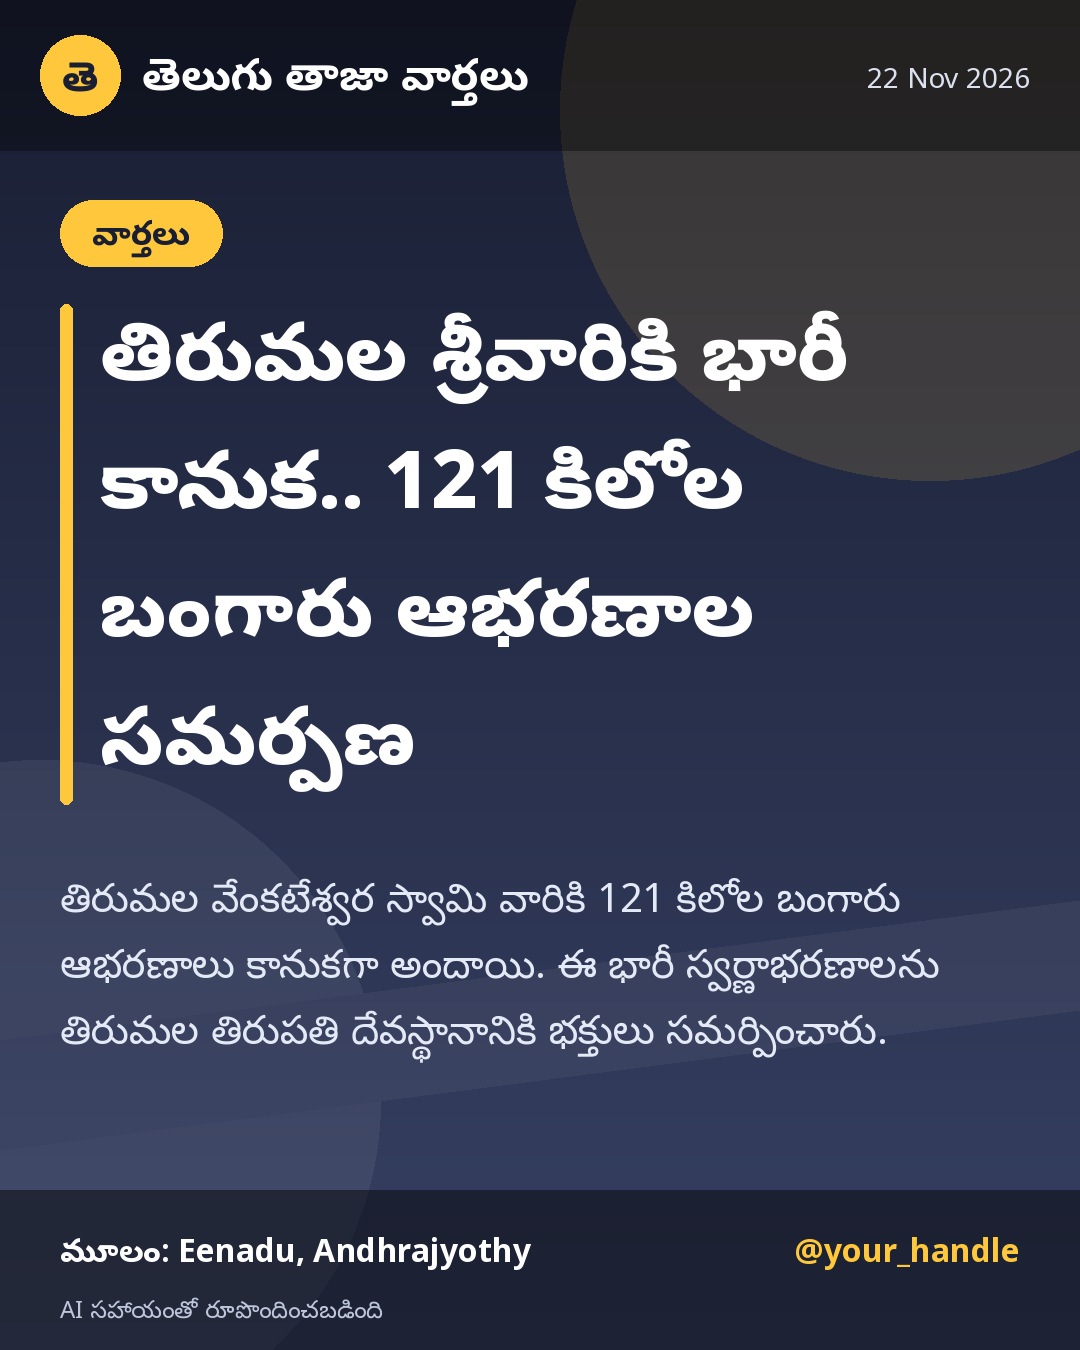 తె తెలుగు తాజా వార్తలు 22 Nov 2026
వార్తలు
తిరుమల శ్రీవారికి భారీ
కానుక.. 121 కిలోల
బంగారు ఆభరణాల
సమర్పణ
తిరుమల వేంకటేశ్వర స్వామి వారికి 121 కిలోల బంగారు
ఆభరణాలు కానుకగా అందాయి. ఈ భారీ స్వర్ణాభరణాలను
తిరుమల తిరుపతి దేవస్థానానికి భక్తులు సమర్పించారు.
మూలం: Eenadu, Andhrajyothy @your_handle
AI సహాయంతో రూపొందించబడింది